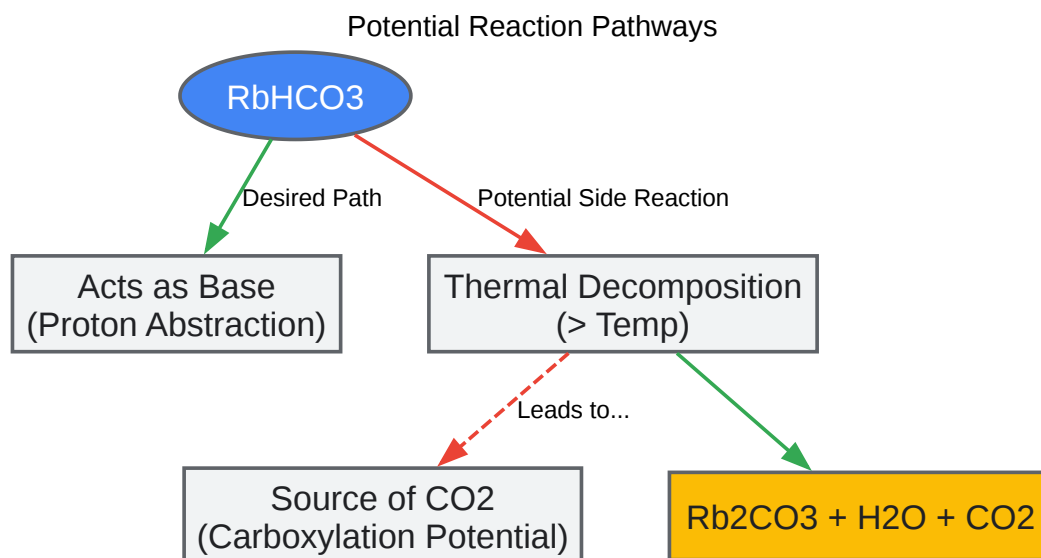 Potential Reaction Pathways
RbHCO3
Desired Path
Potential Side Reaction
Acts as Base
(Proton Abstraction)
Thermal Decomposition
(> Temp)
Leads to...
Source of CO2
(Carboxylation Potential)
Rb2CO3 + H2O + CO2